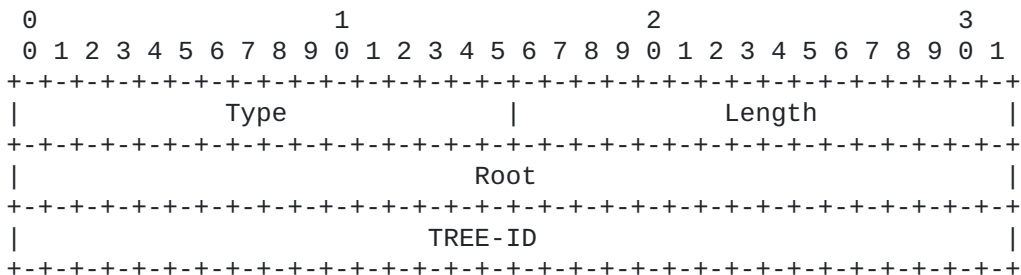 0                   1                   2                   3
 0 1 2 3 4 5 6 7 8 9 0 1 2 3 4 5 6 7 8 9 0 1 2 3 4 5 6 7 8 9 0 1
+-+-+-+-+-+-+-+-+-+-+-+-+-+-+-+-+-+-+-+-+-+-+-+-+-+-+-+-+-+-+-+-+
|             Type              |             Length            |
+-+-+-+-+-+-+-+-+-+-+-+-+-+-+-+-+-+-+-+-+-+-+-+-+-+-+-+-+-+-+-+-+
|                             Root                              |
+-+-+-+-+-+-+-+-+-+-+-+-+-+-+-+-+-+-+-+-+-+-+-+-+-+-+-+-+-+-+-+-+
|                          TREE-ID                              |
+-+-+-+-+-+-+-+-+-+-+-+-+-+-+-+-+-+-+-+-+-+-+-+-+-+-+-+-+-+-+-+-+